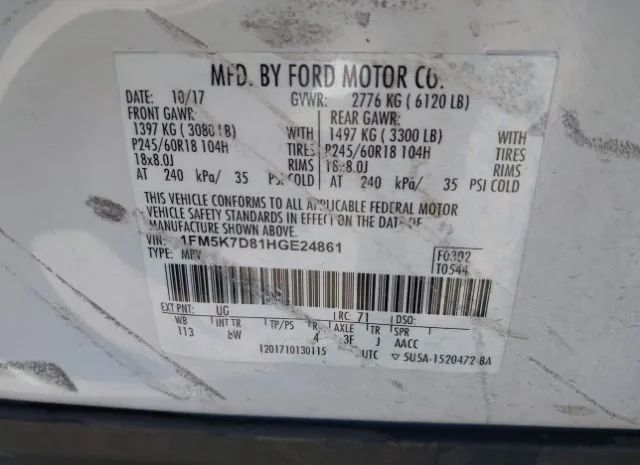 MFD. BY FORD MOTOR CO.
DATE: 10/17 GVWR: 2776 KG ( 6120 LB)
FRONT GAWR: REAR GAWR:
1397 KG ( 3080 LB) WITH 1497 KG ( 3300 LB) WITH
P245/60R18 104H TIRES P245/60R18 104H TIRES
18x8.0J RIMS 18x8.0J RIMS
AT 240 kPa/ 35 PSI COLD AT 240 kPa/ 35 PSI COLD
THIS VEHICLE CONFORMS TO ALL APPLICABLE FEDERAL MOTOR
VEHICLE SAFETY STANDARDS IN EFFECT ON THE DATE OF
MANUFACTURE SHOWN ABOVE.
VIN: 1FM5K7D81HGE24861
TYPE: MPV F0302
T0544
EXT PNT: UG RC: 71 DSO:
WB INT TR TP/PS R AXLE TR SPR
113 8W 4 3F J AACC
1201710130115 UTC 5USA-1520472-BA